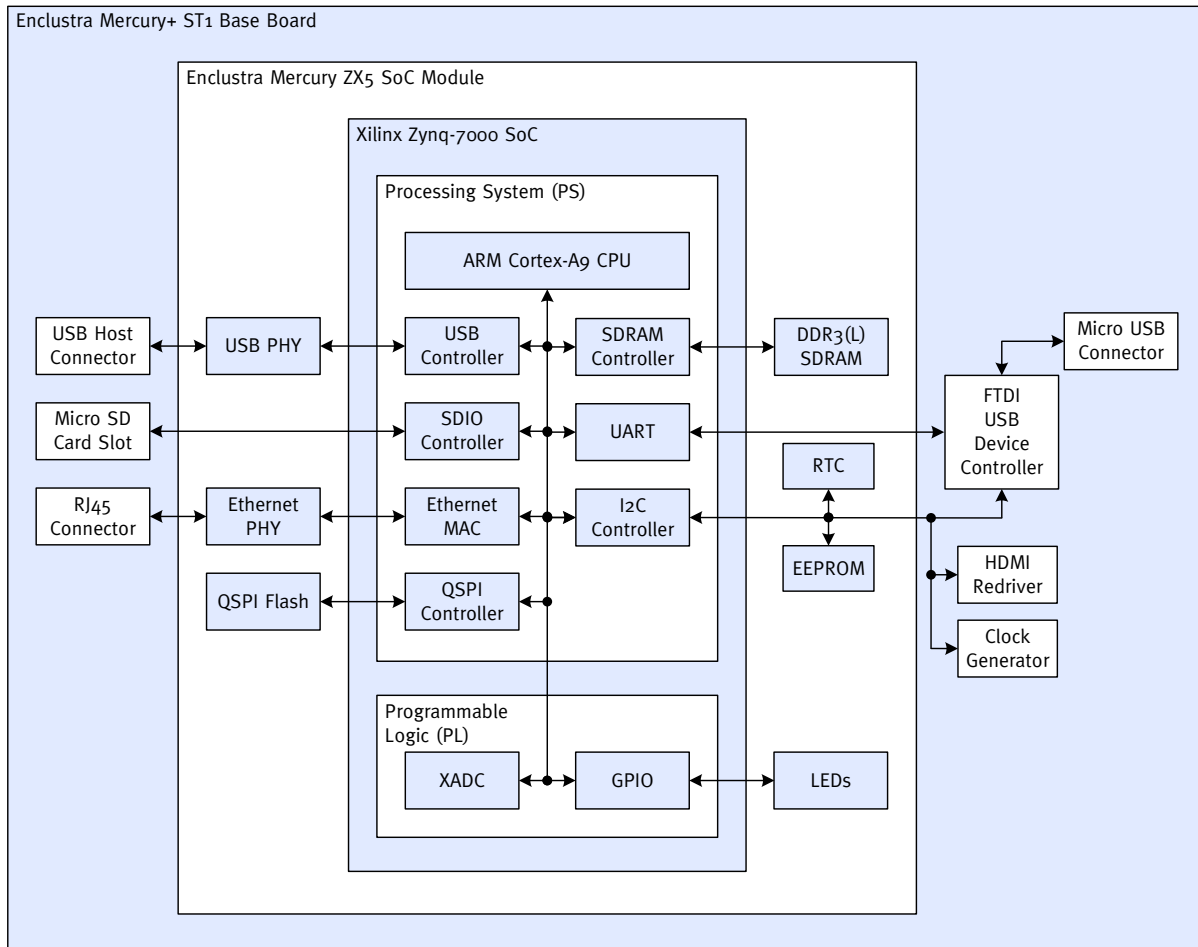 Enclustra Mercury+ ST1 Base Board
Enclustra Mercury ZX5 SoC Module
Xilinx Zynq-7000 SoC
Processing System (PS)
ARM Cortex-A9 CPU
USB Host
Connector
USB PHY
USB
Controller
SDRAM
Controller
DDR3(L)
SDRAM
Micro USB
Connector
Micro SD
Card Slot
SDIO
Controller
UART
FTDI
USB
Device
Controller
RTC
RJ45
Connector
Ethernet
PHY
Ethernet
MAC
I2C
Controller
EEPROM
HDMI
Redriver
QSPI Flash
QSPI
Controller
Clock
Generator
Programmable
Logic (PL)
XADC
GPIO
LEDs